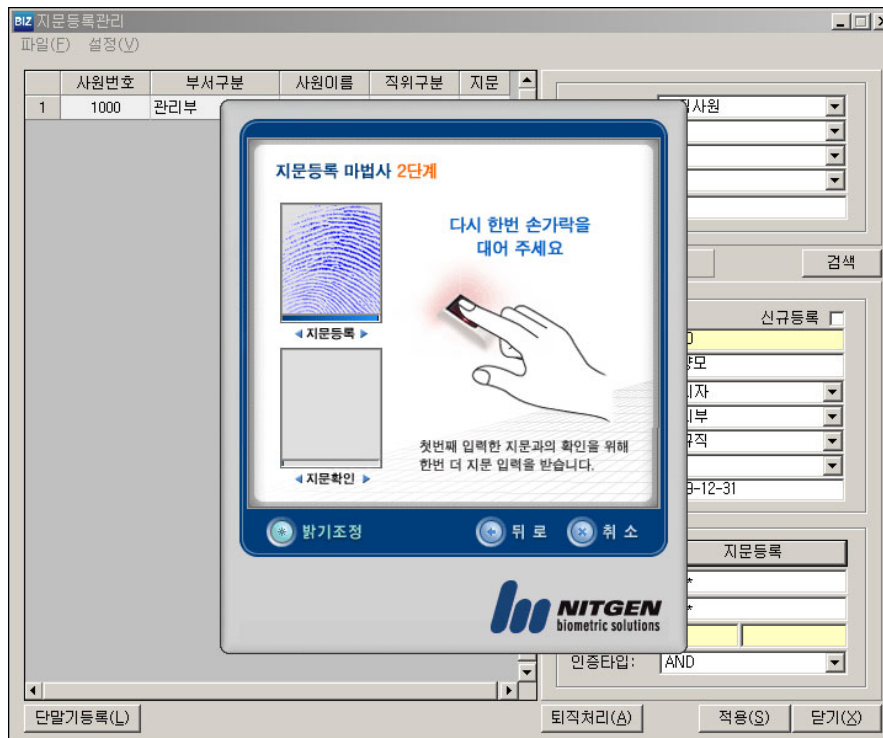 BIZ 지문등록관리
파일(F) 설정(V)
사원번호 부서구분 사원이름 직위구분 지문
1 1000 관리부
사원
검색
지문등록 마법사 2단계
다시 한번 손가락을
대어 주세요
지문등록
지문확인
첫번째 입력한 지문과의 확인을 위해
한번 더 지문 입력을 받습니다.
밝기조정 뒤 로 취 소
NITGEN
biometric solutions
신규등록
모
자
부
직
-12-31
지문등록
*
*
인증타입: AND
단말기등록(L) 퇴직처리(A) 적용(S) 닫기(X)